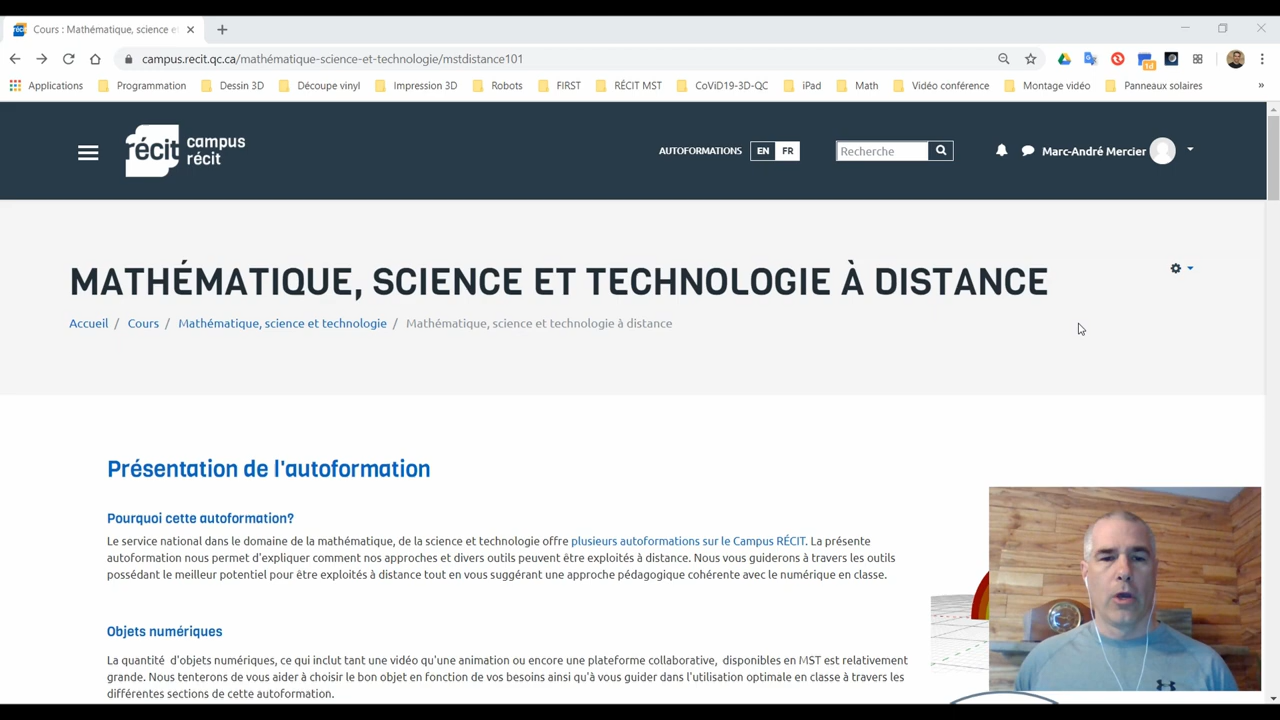 Cours : Mathématique, science e
campus.recit.qc.ca/mathématique-science-et-technologie/mstdistance101
1d
Applications Programmation Dessin 3D Découpe vinyl Impression 3D Robots FIRST RÉCIT MST CoViD19-3D-QC iPad Math Vidéo conférence Montage vidéo Panneaux solaires »
récit campus récit
AUTOFORMATIONS EN FR Recherche Marc-André Mercier
MATHÉMATIQUE, SCIENCE ET TECHNOLOGIE À DISTANCE
Accueil / Cours / Mathématique, science et technologie / Mathématique, science et technologie à distance
Présentation de l'autoformation
Pourquoi cette autoformation?
Le service national dans le domaine de la mathématique, de la science et technologie offre plusieurs autoformations sur le Campus RÉCIT. La présente
autoformation nous permet d'expliquer comment nos approches et divers outils peuvent être exploités à distance. Nous vous guiderons à travers les outils
possédant le meilleur potentiel pour être exploités à distance tout en vous suggérant une approche pédagogique cohérente avec le numérique en classe.
Objets numériques
La quantité d'objets numériques, ce qui inclut tant une vidéo qu'une animation ou encore une plateforme collaborative, disponibles en MST est relativement
grande. Nous tenterons de vous aider à choisir le bon objet en fonction de vos besoins ainsi qu'à vous guider dans l'utilisation optimale en classe à travers les
différentes sections de cette autoformation.